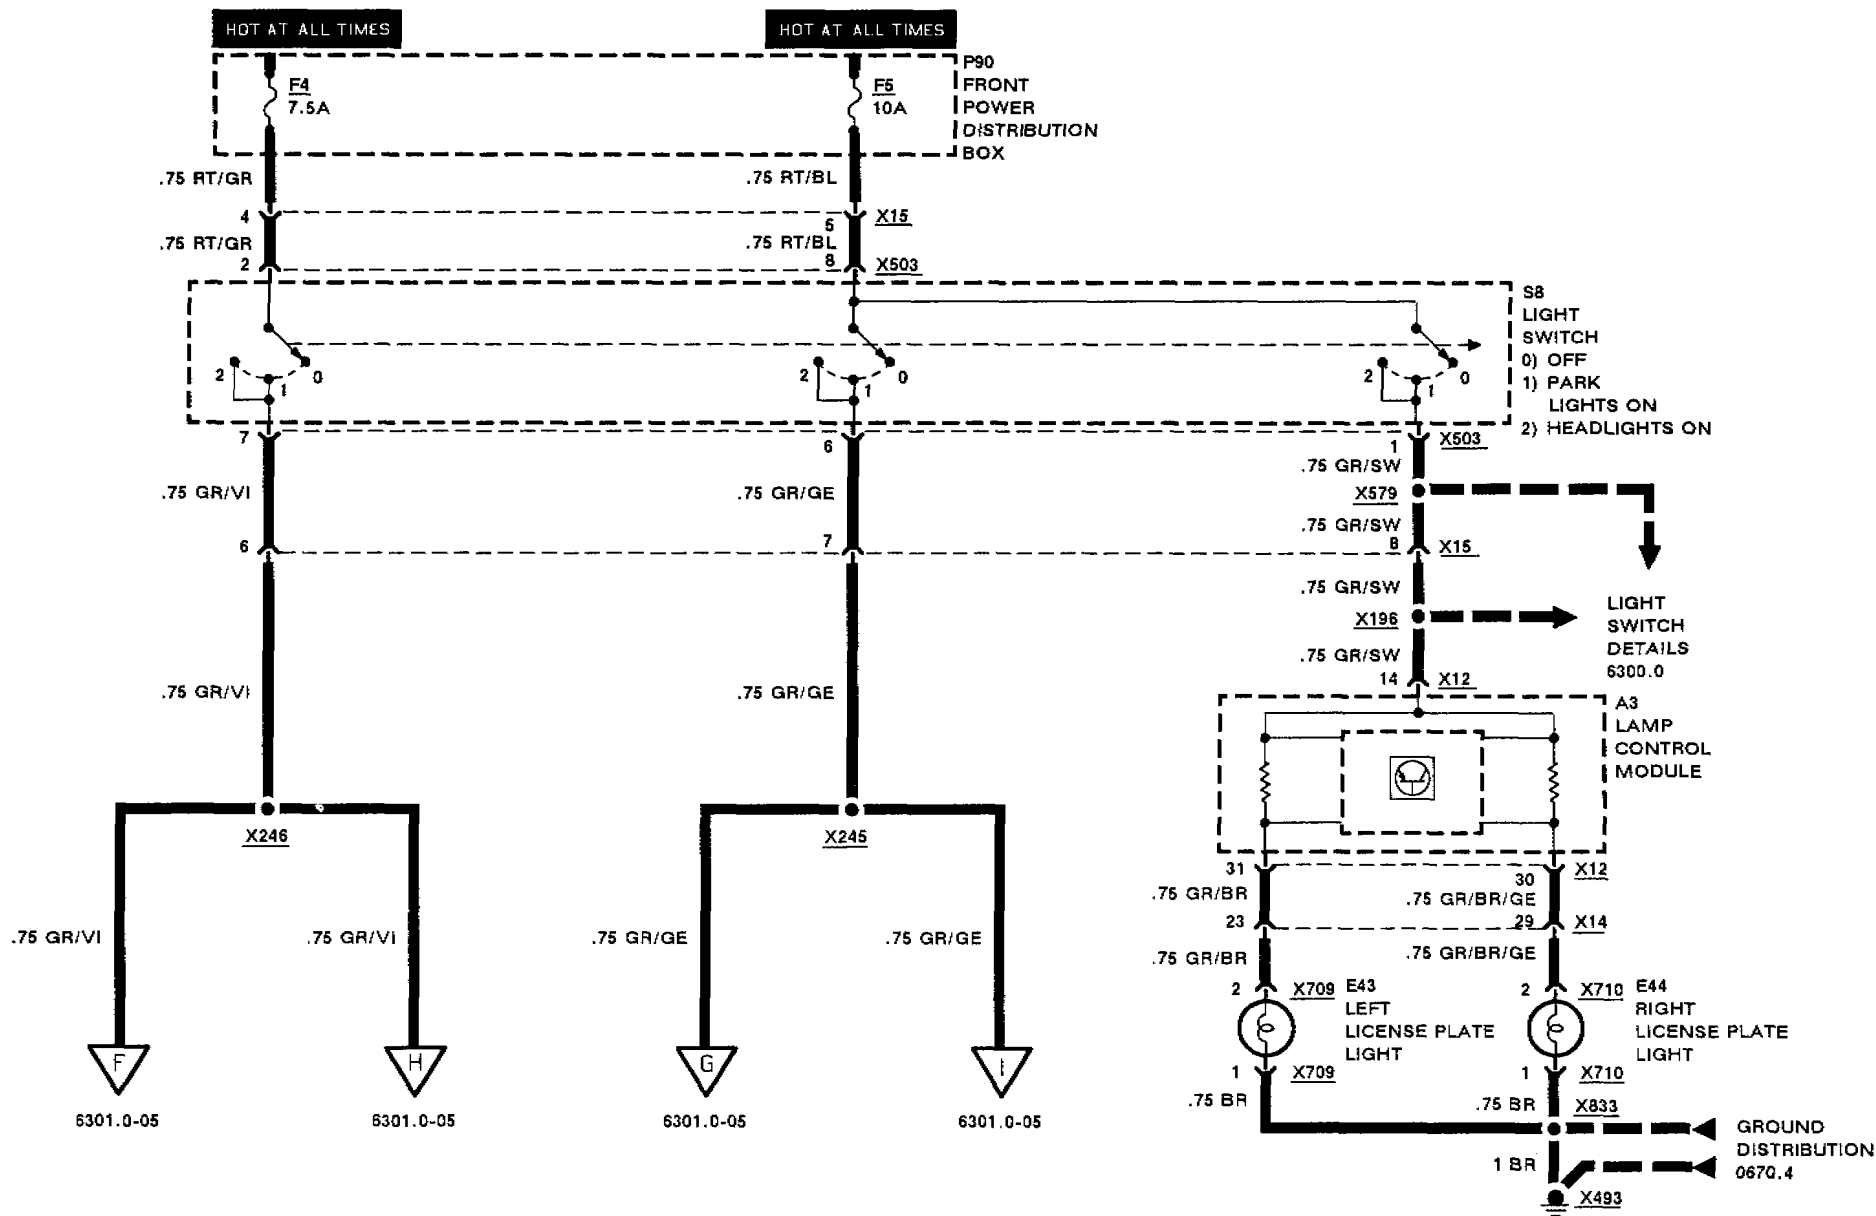 HOT AT ALL TIMES
HOT AT ALL TIMES
F4
7.5A
F5
10A
P90
FRONT
POWER
DISTRIBUTION
BOX
.75 RT/GR
.75 RT/BL
4
5
X15
.75 RT/GR
.75 RT/BL
2
8
X503
S8
LIGHT
SWITCH
0) OFF
1) PARK
LIGHTS ON
2) HEADLIGHTS ON
2
1
0
2
1
0
2
1
0
7
6
1
X503
.75 GR/SW
.75 GR/VI
.75 GR/GE
X579
.75 GR/SW
6
7
8
X15
.75 GR/SW
X196
LIGHT
SWITCH
DETAILS
6300.0
.75 GR/SW
.75 GR/VI
.75 GR/GE
14
X12
A3
LAMP
CONTROL
MODULE
X246
X245
31
30
X12
.75 GR/BR
.75 GR/BR/GE
23
29
X14
.75 GR/VI
.75 GR/VI
.75 GR/GE
.75 GR/GE
.75 GR/BR
.75 GR/BR/GE
2
X709
E43
LEFT
LICENSE PLATE
LIGHT
2
X710
E44
RIGHT
LICENSE PLATE
LIGHT
F
H
G
I
1
X709
1
X710
.75 BR
.75 BR
X833
6301.0-05
6301.0-05
6301.0-05
6301.0-05
GROUND
DISTRIBUTION
0670.4
1 BR
X493